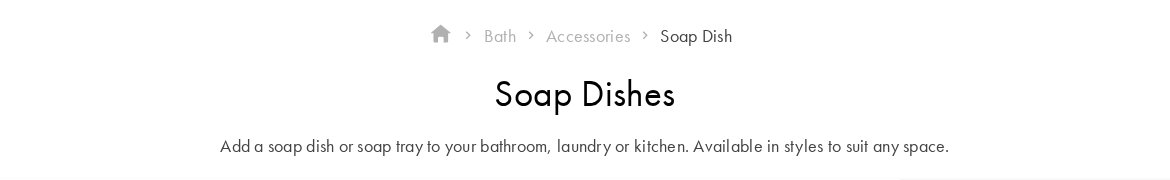 Bath > Accessories > Soap Dish
Soap Dishes
Add a soap dish or soap tray to your bathroom, laundry or kitchen. Available in styles to suit any space.